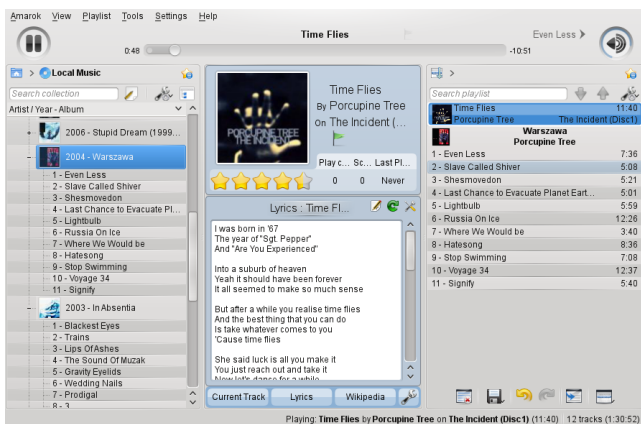 Amarok View Playlist Tools Settings Help
Time Flies
Even Less
0:48
-10:51
> Local Music
Search collection
Artist / Year - Album
2006 - Stupid Dream (1999...
2004 - Warszawa
1 - Even Less
2 - Slave Called Shiver
3 - Shesmovedon
4 - Last Chance to Evacuate Pl...
5 - Lightbulb
6 - Russia On Ice
7 - Where We Would be
8 - Hatesong
9 - Stop Swimming
10 - Voyage 34
11 - Signify
2003 - In Absentia
1 - Blackest Eyes
2 - Trains
3 - Lips Of Ashes
4 - The Sound Of Muzak
5 - Gravity Eyelids
6 - Wedding Nails
7 - Prodigal
8 - 3
PORCUPINE TREE
THE INCIDENT
Time Flies
By Porcupine Tree
on The Incident (...
Play c... Sc... Last Pl...
0 0 Never
Lyrics : Time Fl...
I was born in '67
The year of "Sgt. Pepper"
And "Are You Experienced"
Into a suburb of heaven
Yeah it should have been forever
It all seemed to make so much sense
But after a while you realise time flies
And the best thing that you can do
Is take whatever comes to you
'Cause time flies
She said luck is all you make it
You just reach out and take it
Now let's dance for a while
Current Track Lyrics Wikipedia
>
Search playlist
Time Flies 11:40
Porcupine Tree The Incident (Disc1)
Warszawa
Porcupine Tree
1 - Even Less 7:36
2 - Slave Called Shiver 5:08
3 - Shesmovedon 5:21
4 - Last Chance to Evacuate Planet Eart... 5:01
5 - Lightbulb 5:59
6 - Russia On Ice 12:26
7 - Where We Would be 3:40
8 - Hatesong 8:36
9 - Stop Swimming 7:08
10 - Voyage 34 12:37
11 - Signify 5:40
Playing: Time Flies by Porcupine Tree on The Incident (Disc1) (11:40) 12 tracks (1:30:52)